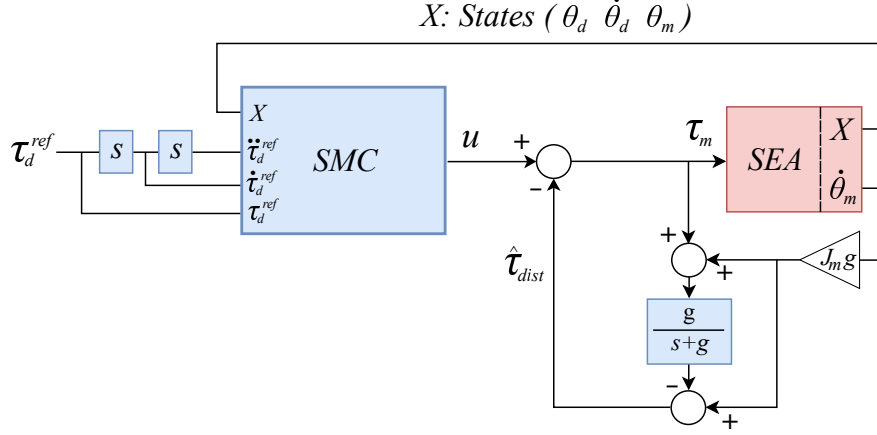 X: States ( θ_d θ̇_d θ_m )
X
τ_d^ref
s
s
τ̈_d^ref
τ̇_d^ref
τ_d^ref
SMC
u
+
-
τ_m
SEA
X
θ̇_m
+
+
J_m g
τ̂_dist
g
s+g
-
+